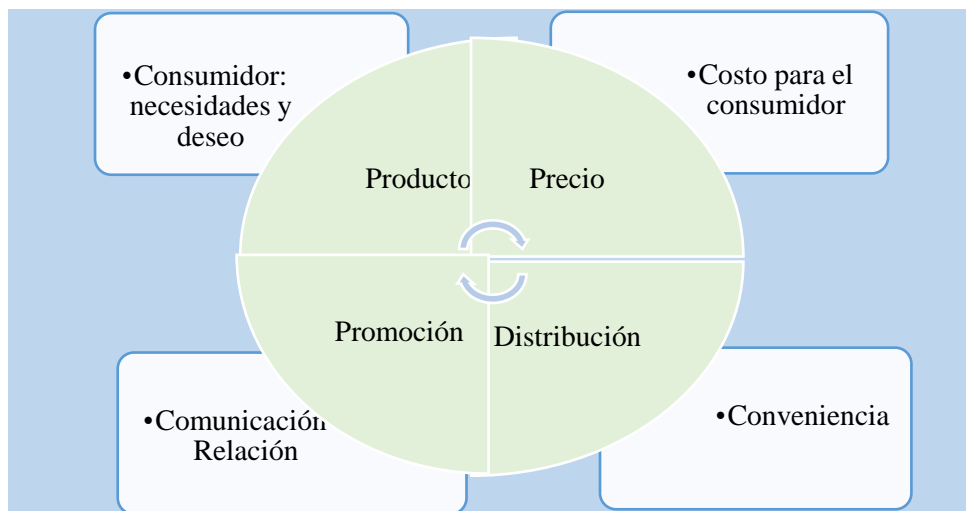 •Consumidor:
necesidades y
deseo
•Costo para el
consumidor
Producto
Precio
Promoción
Distribución
•Comunicación
Relación
•Conveniencia